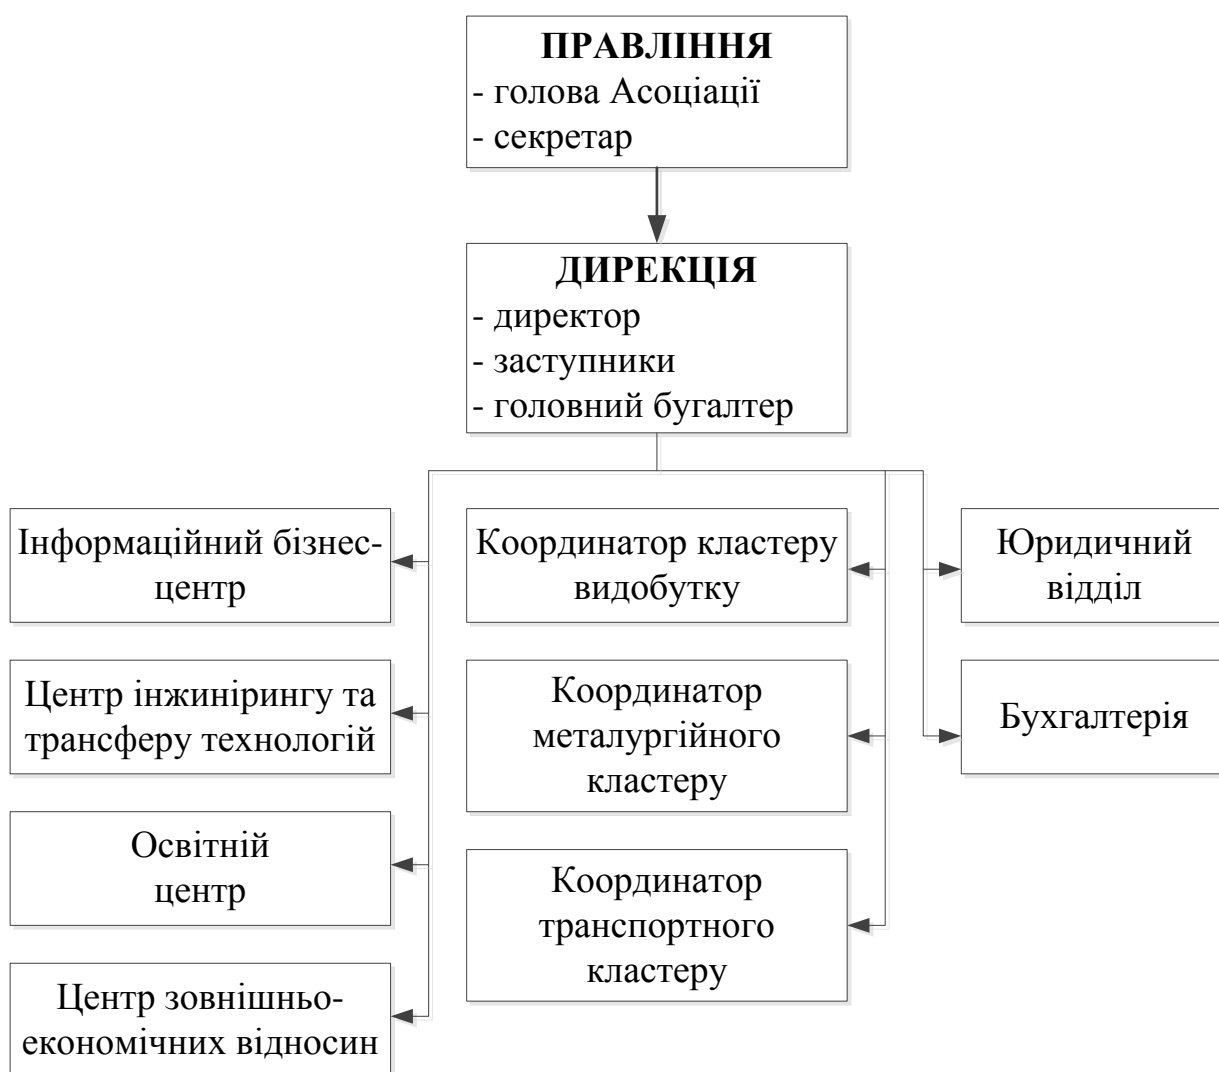 ПРАВЛІННЯ
- голова Асоціації
- секретар
ДИРЕКЦІЯ
- директор
- заступники
- головний бугалтер
Інформаційний бізнес-
центр
Центр інжинірингу та
трансферу технологій
Освітній
центр
Центр зовнішньо-
економічних відносин
Координатор кластеру
видобутку
Координатор
металургійного
кластеру
Координатор
транспортного
кластеру
Юридичний
відділ
Бухгалтерія